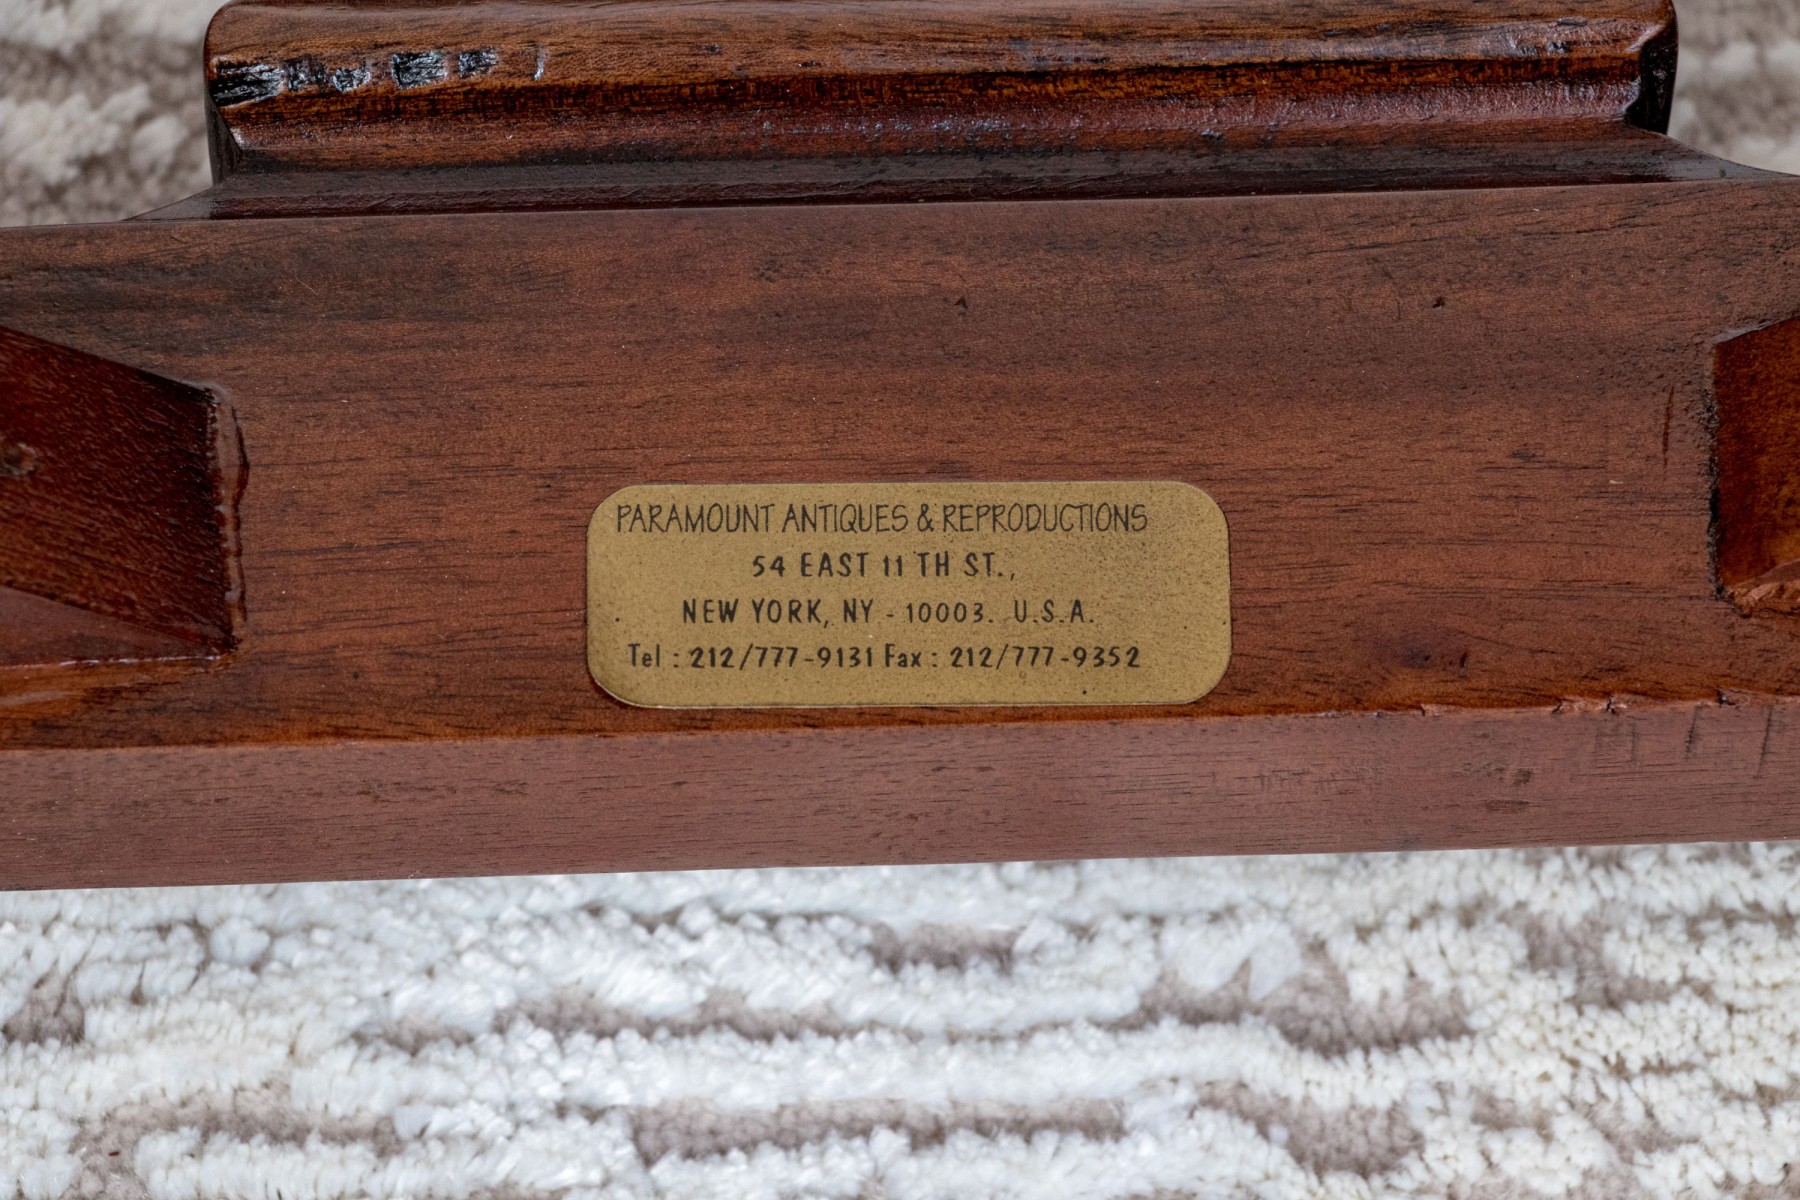 PARAMOUNT ANTIQUES & REPRODUCTIONS
54 EAST 11 TH ST.,
NEW YORK, NY - 10003. U.S.A.
Tel : 212/777-9131 Fax : 212/777-9352